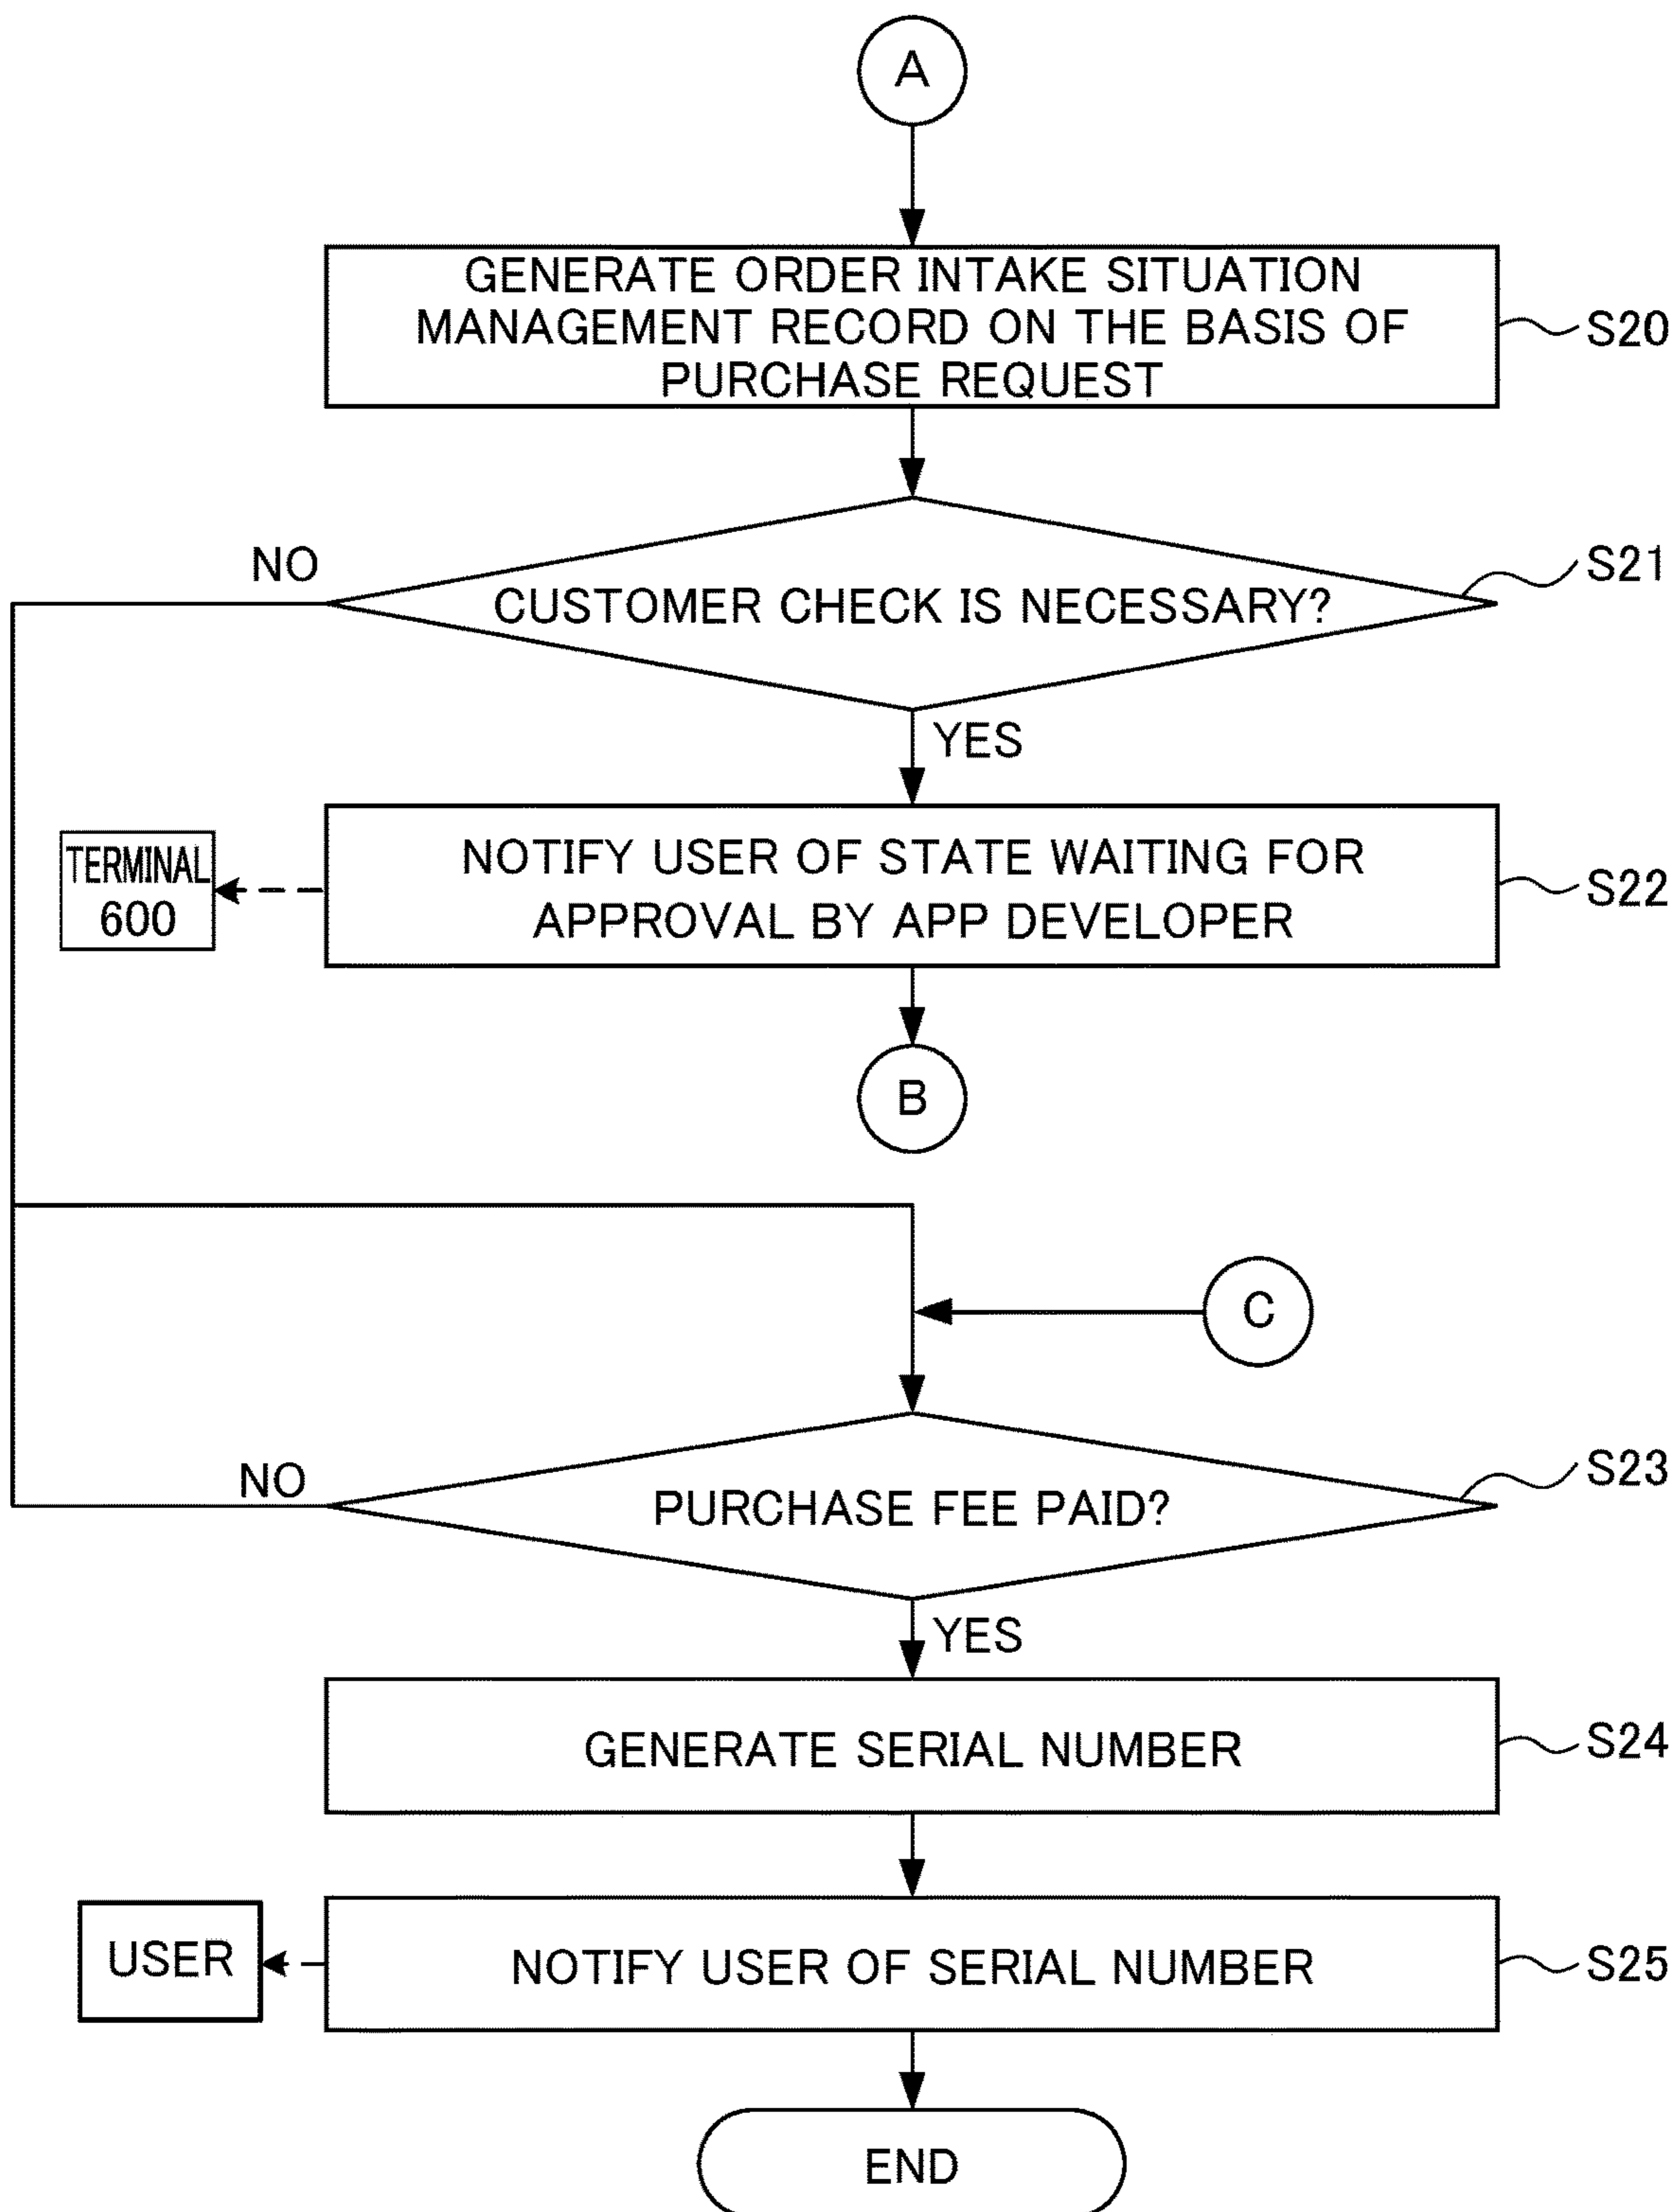 A
GENERATE ORDER INTAKE SITUATION
MANAGEMENT RECORD ON THE BASIS OF
PURCHASE REQUEST
S20
NO
CUSTOMER CHECK IS NECESSARY?
S21
YES
TERMINAL
600
NOTIFY USER OF STATE WAITING FOR
APPROVAL BY APP DEVELOPER
S22
B
C
NO
PURCHASE FEE PAID?
S23
YES
GENERATE SERIAL NUMBER
S24
USER
NOTIFY USER OF SERIAL NUMBER
S25
END